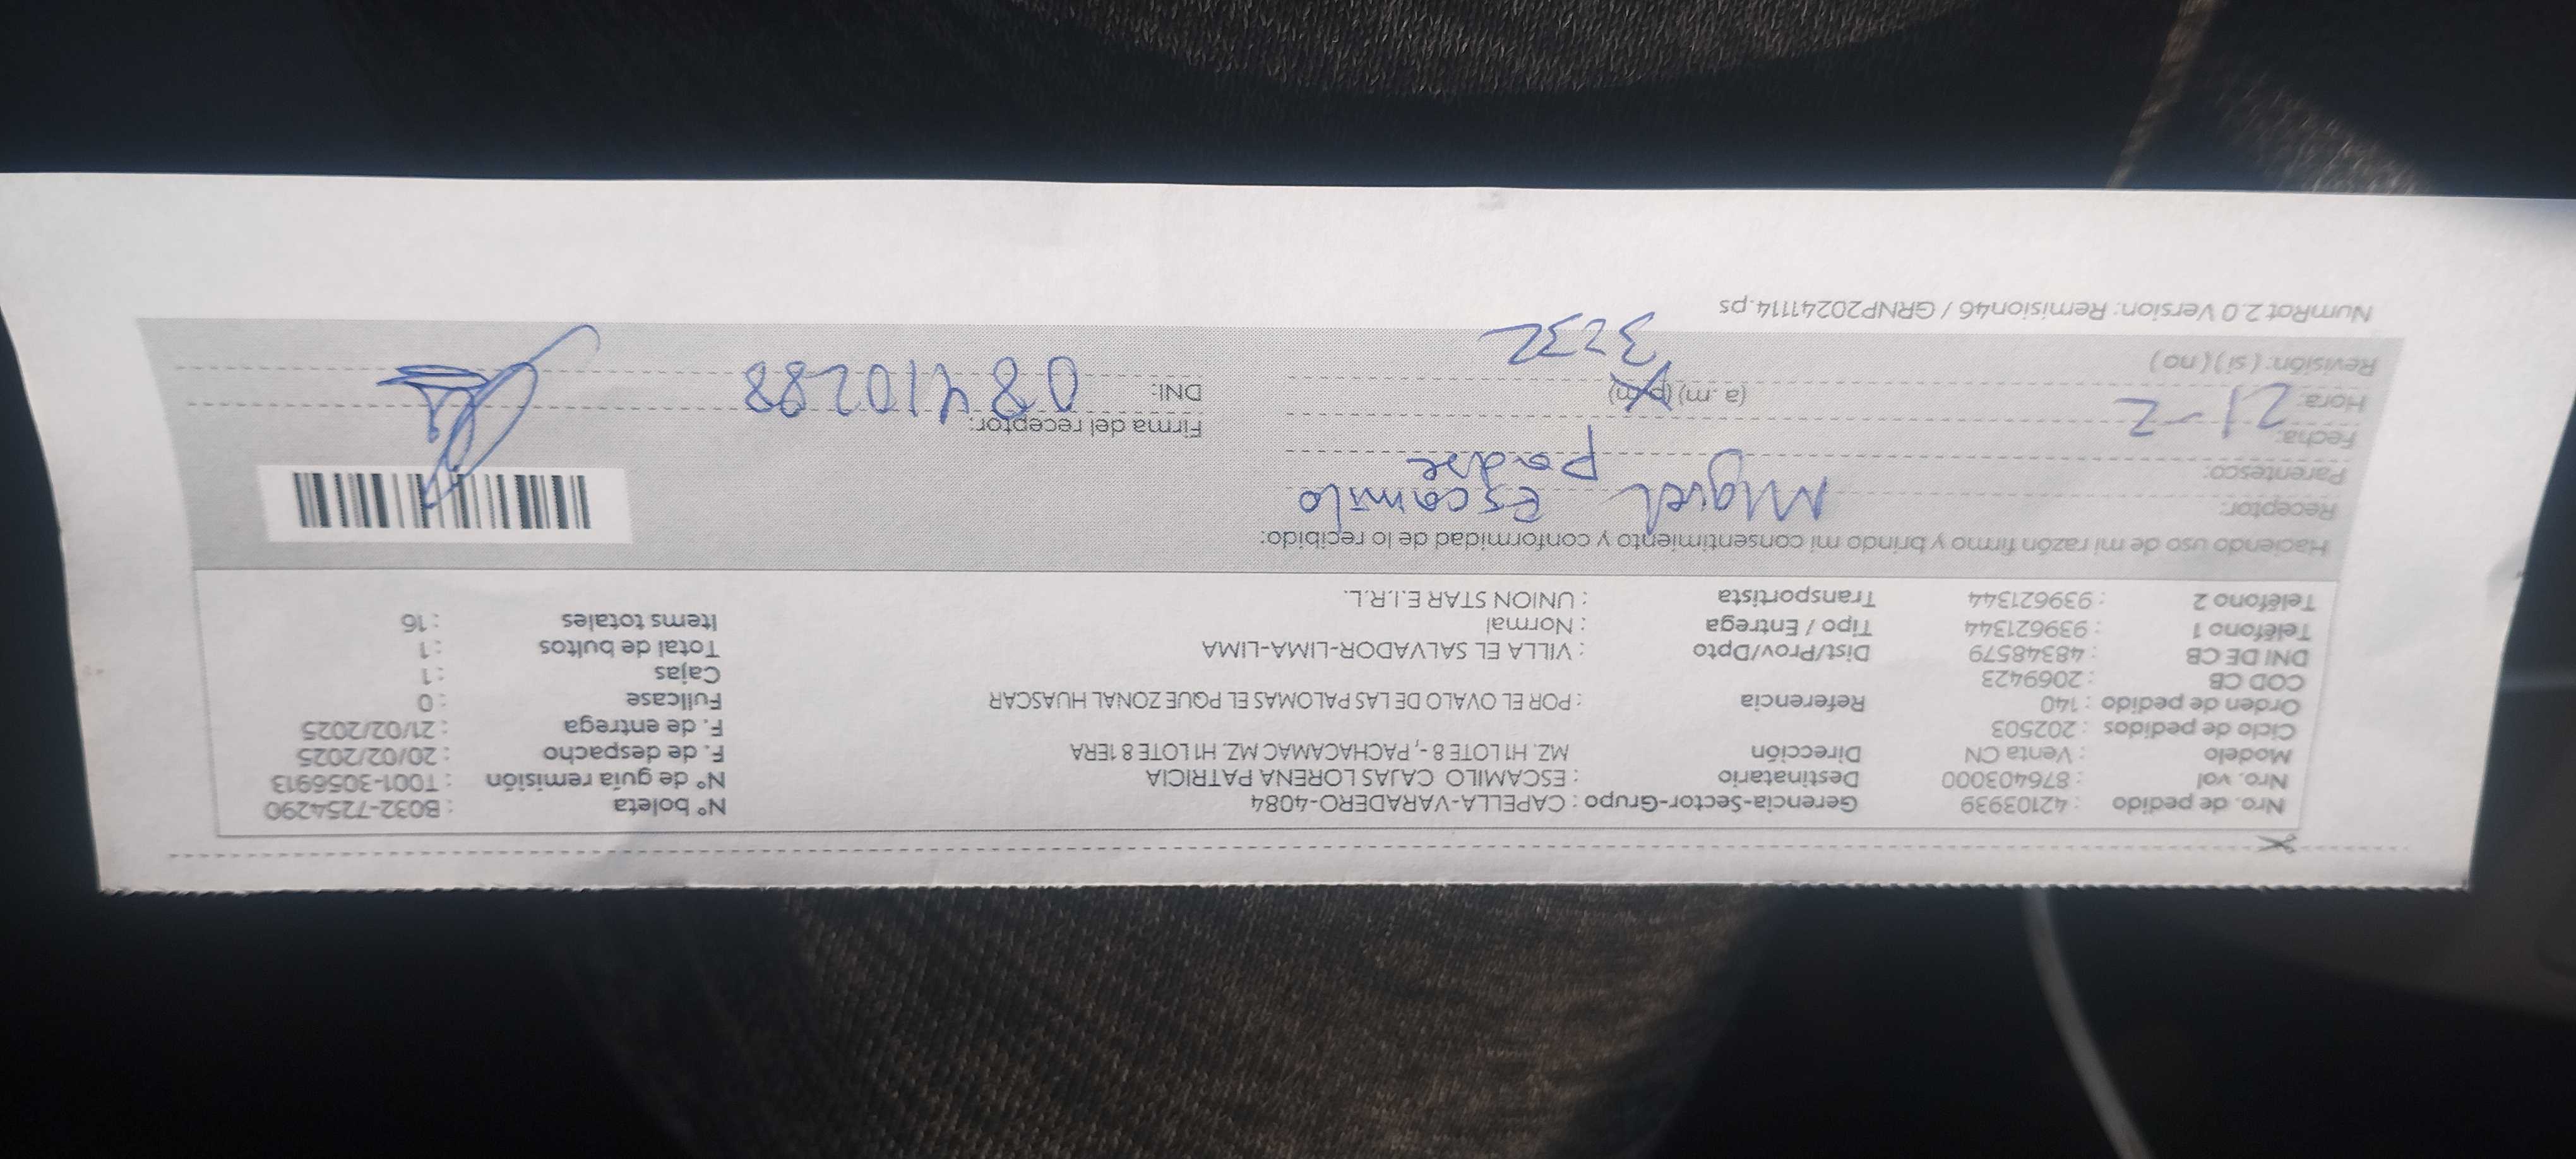 Nro. de pedido : 42103939 Gerencia-Sector-Grupo : CAPELLA-VARADERO-4084 N° boleta : B032-7254290
Nro. vol : 876403000 Destinatario : ESCAMILO CAJAS LORENA PATRICIA N° de guía remisión : T001-3056913
Modelo : Venta CN Dirección MZ. H1 LOTE 8 -, PACHACAMAC MZ. H1 LOTE 8 1ERA F. de despacho : 20/02/2025
Ciclo de pedidos : 202503 F. de entrega : 21/02/2025
Orden de pedido : 140 Referencia : POR EL OVALO DE LAS PALOMAS EL PQUE ZONAL HUASCAR Fullcase : 0
COD CB : 2069423 Cajas : 1
DNI DE CB : 48348579 Dist/Prov/Dpto : VILLA EL SALVADOR-LIMA-LIMA Total de bultos : 1
Teléfono 1 : 939621344 Tipo / Entrega : Normal Items totales : 16
Teléfono 2 : 939621344 Transportista : UNION STAR E.I.R.L.
Haciendo uso de mi razón firmo y brindo mi consentimiento y conformidad de lo recibido:
Receptor: Miguel Escamilo
Parentesco: padre
Fecha: 21-2 Firma del receptor:
Hora: (a. m) (p. m) DNI: 08410288
Revisión: ( si ) ( no ) 3232
NumRot 2.0 Version: Remision46 / GRNP20241114.ps